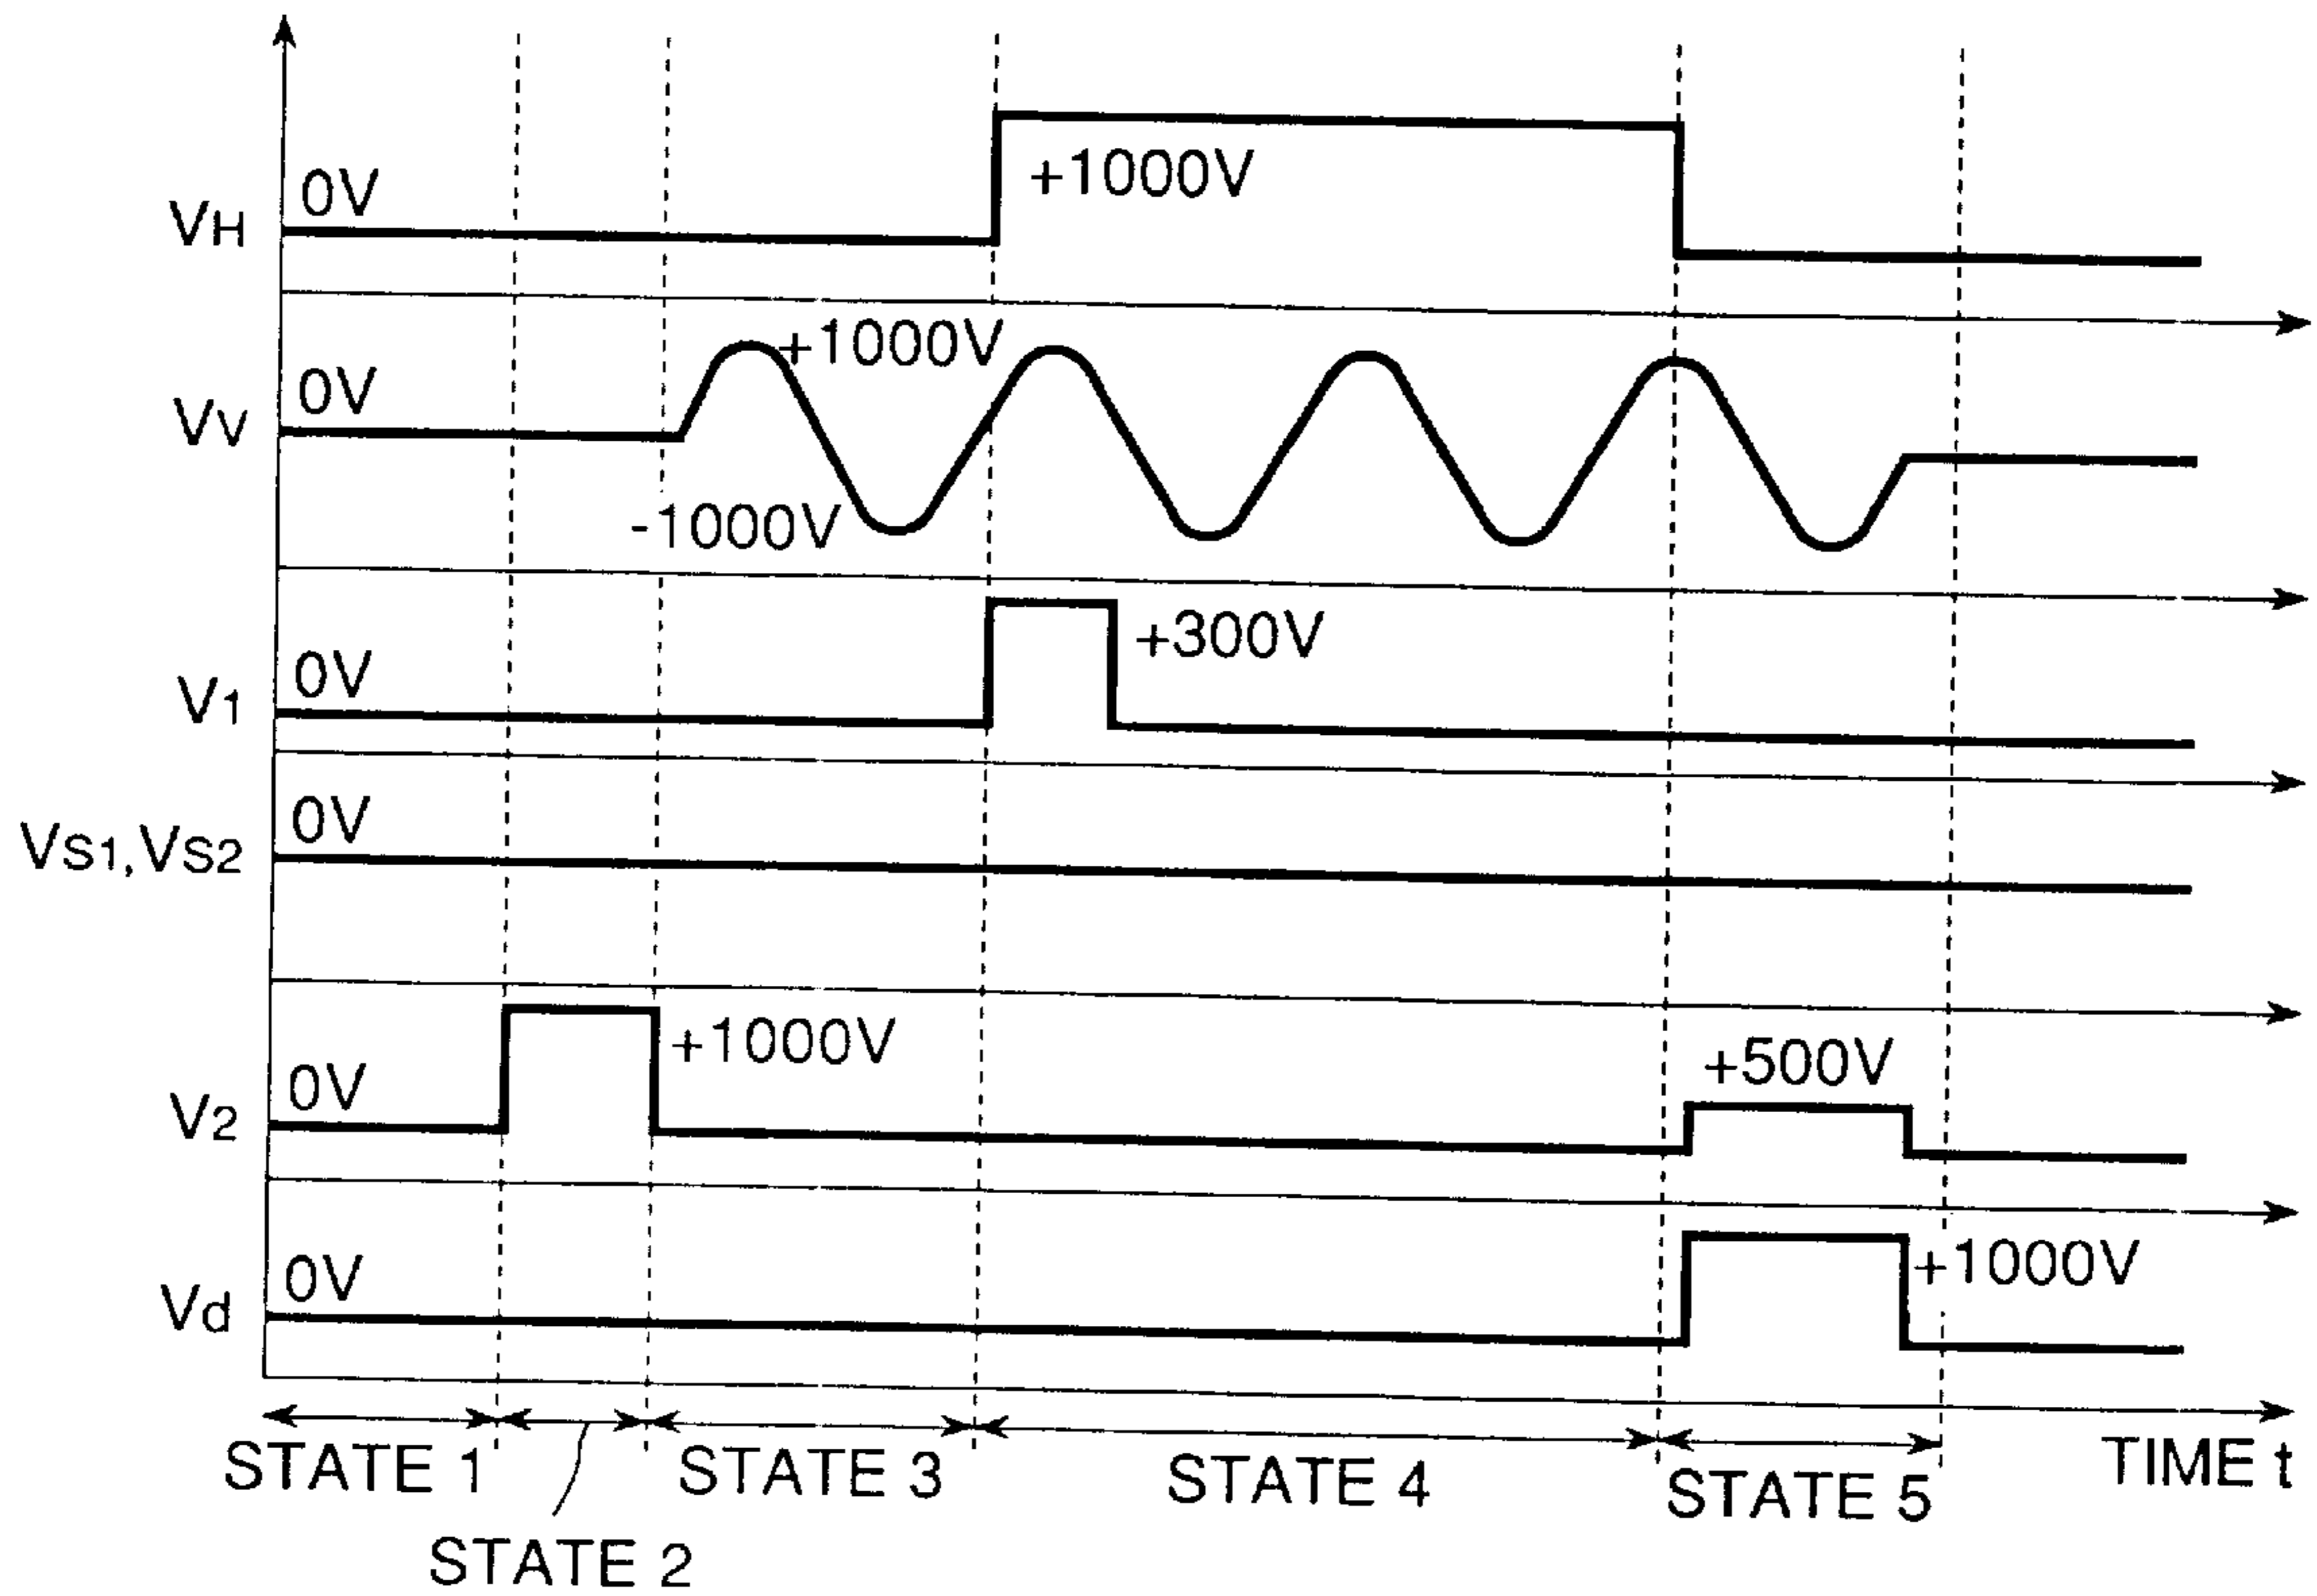 0V
+1000V
VH
+1000V
0V
VV
-1000V
+300V
0V
V1
0V
VS1,VS2
+1000V
+500V
0V
V2
0V
+1000V
Vd
STATE 1
STATE 3
STATE 4
STATE 5
TIME t
STATE 2